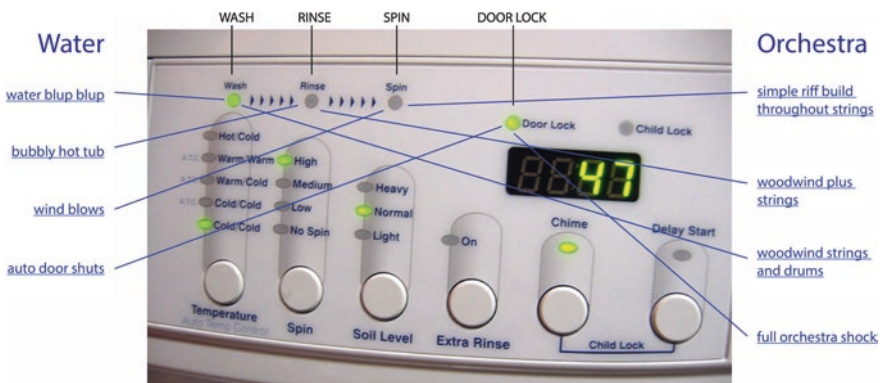 WASH RINSE SPIN DOOR LOCK
Water
Orchestra
water blup blup
bubbly hot tub
wind blows
auto door shuts
simple riff build
throughout strings
woodwind plus
strings
woodwind strings
and drums
full orchestra shock
Wash Rinse Spin
Door Lock Child Lock
47
Hot/Cold
A.T.C. Warm/Warm
A.T.C. Warm/Cold
A.T.C. Cold/Cold
Cold/Cold
Temperature
Auto Temp Control
High
Medium
Low
No Spin
Spin
Heavy
Normal
Light
Soil Level
On
Extra Rinse
Chime
Delay Start
Child Lock